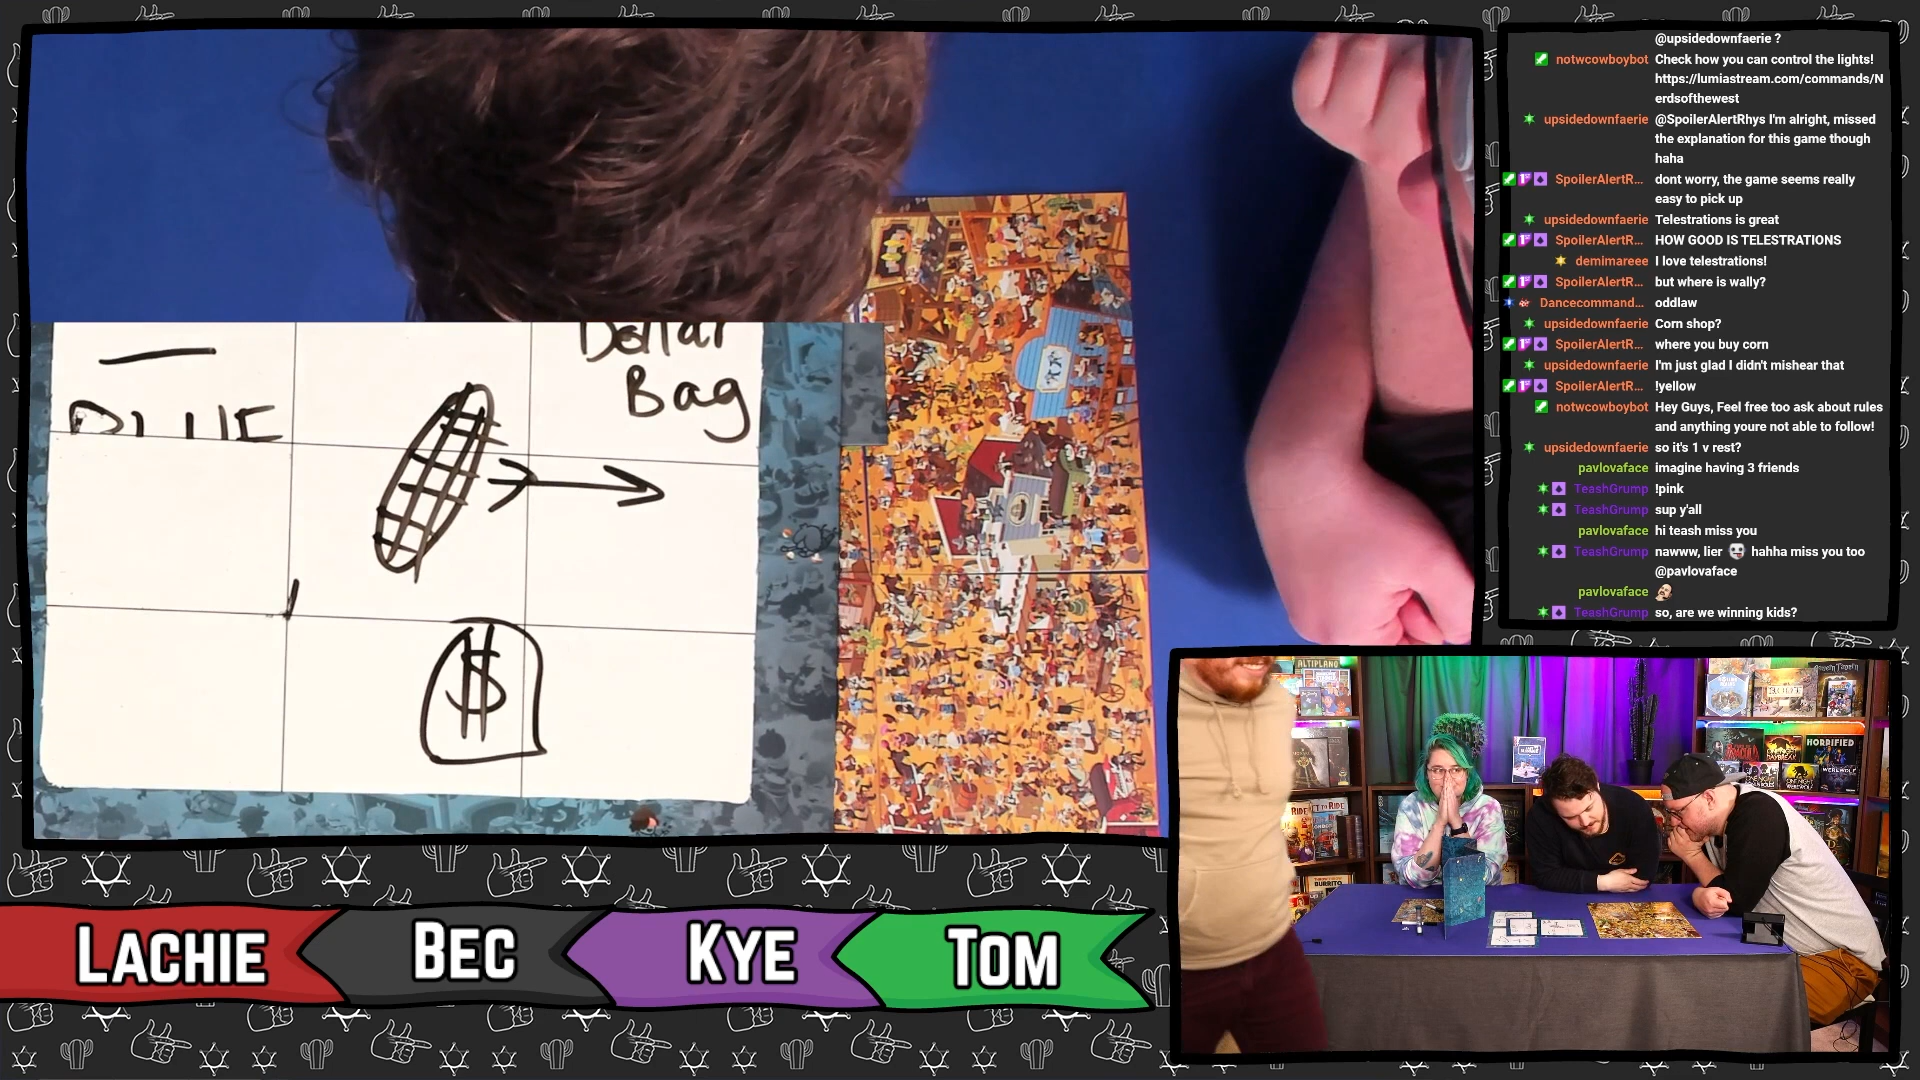 @upsidedownfaerie ?
notwcowboybot Check how you can control the lights!
https://lumiastream.com/commands/N
erdsofthewest
upsidedownfaerie @SpoilerAlertRhys I'm alright, missed
the explanation for this game though
haha
SpoilerAlertR... dont worry, the game seems really
easy to pick up
upsidedownfaerie Telestrations is great
SpoilerAlertR... HOW GOOD IS TELESTRATIONS
demimareee I love telestrations!
SpoilerAlertR... but where is wally?
Dancecommand... oddlaw
upsidedownfaerie Corn shop?
SpoilerAlertR... where you buy corn
upsidedownfaerie I'm just glad I didn't mishear that
SpoilerAlertR... !yellow
notwcowboybot Hey Guys, Feel free too ask about rules
and anything youre not able to follow!
upsidedownfaerie so it's 1 v rest?
pavlovaface imagine having 3 friends
TeashGrump !pink
TeashGrump sup y'all
pavlovaface hi teash miss you
TeashGrump nawww, lier hahha miss you too
@pavlovaface
pavlovaface
TeashGrump so, are we winning kids?
Dollar
Bag
$
ALTIPLANO
HORRIFIED
WEREWOLF
RIDE
BURRITO
LACHIE
BEC
KYE
TOM